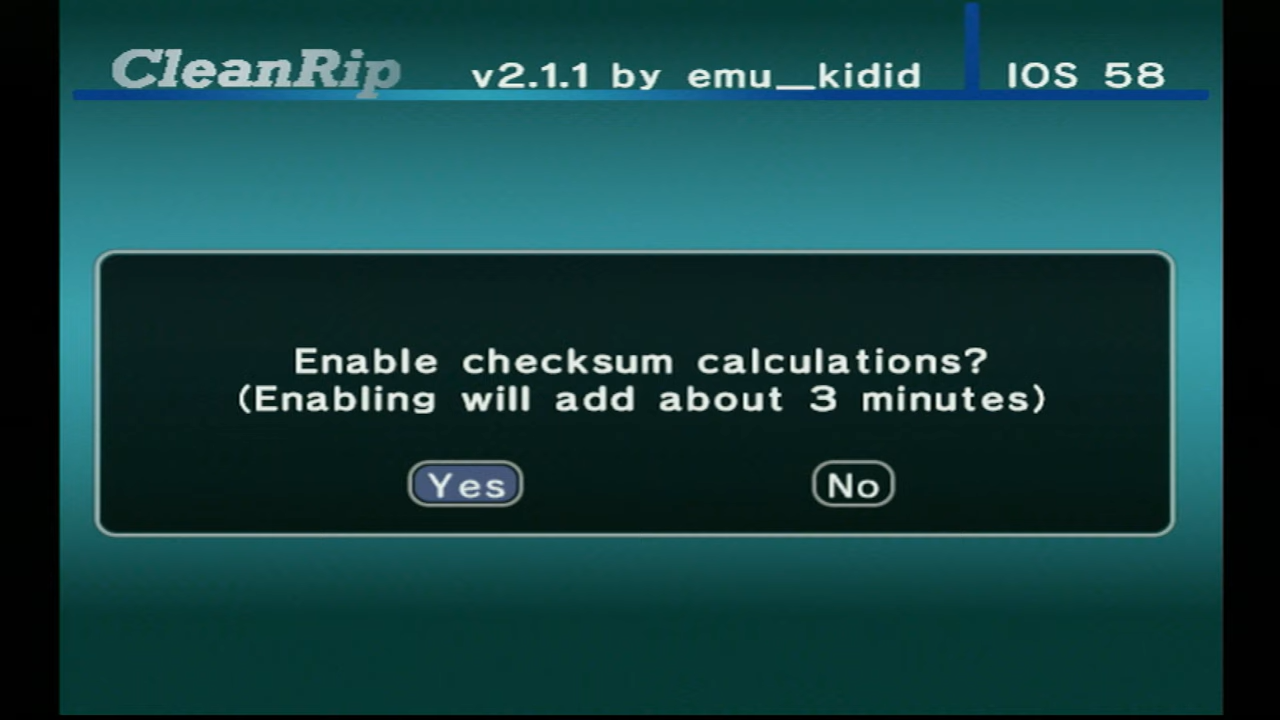 CleanRip v2.1.1 by emu_kidid IOS 58
Enable checksum calculations?
(Enabling will add about 3 minutes)
Yes No